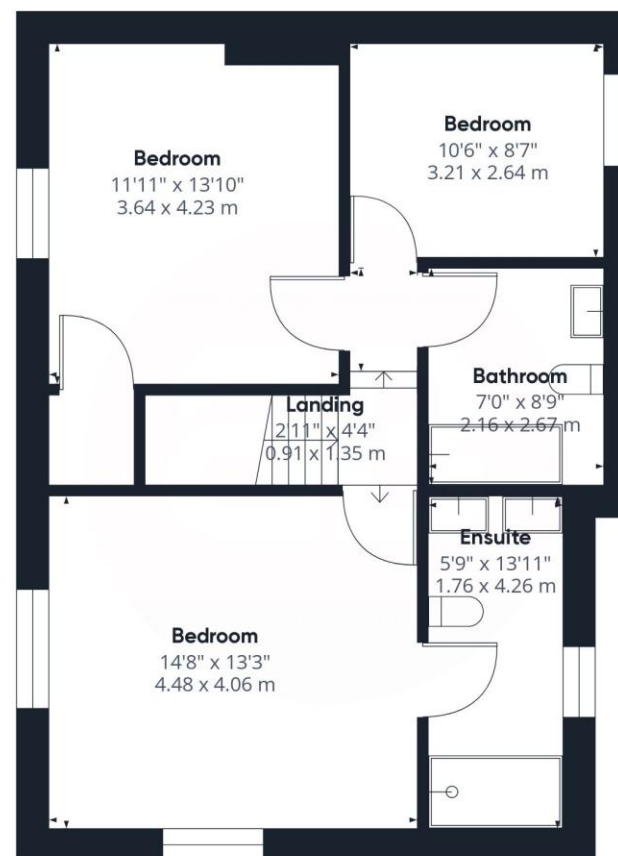 Bedroom
11'11" x 13'10"
3.64 x 4.23 m
Bedroom
10'6" x 8'7"
3.21 x 2.64 m
Bathroom
7'0" x 8'9"
2.16 x 2.67 m
Landing
2'11" x 4'4"
0.91 x 1.35 m
Ensuite
5'9" x 13'11"
1.76 x 4.26 m
Bedroom
14'8" x 13'3"
4.48 x 4.06 m